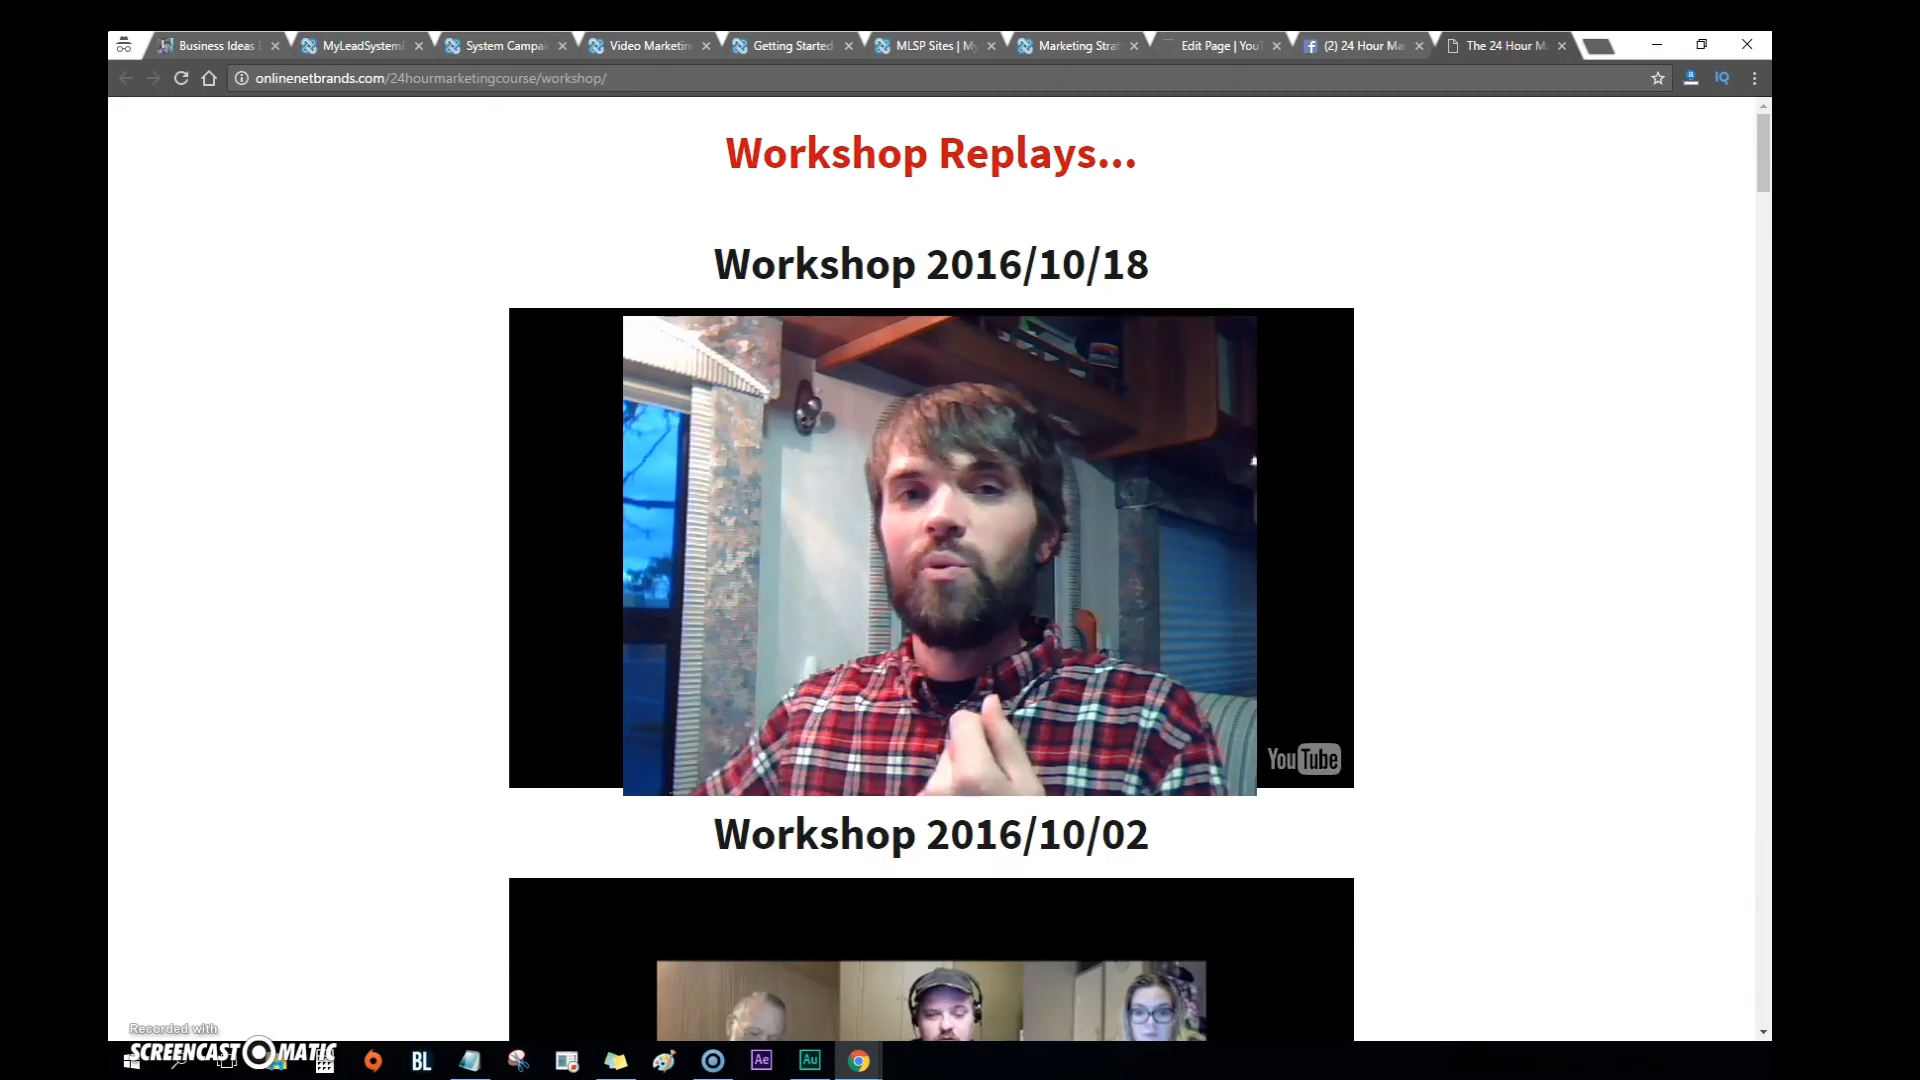 Business Ideas
MyLeadSystem
System Campai
Video Marketin
Getting Started
MLSP Sites | My
Marketing Stra
Edit Page | You
(2) 24 Hour Ma
The 24 Hour M
onlinenetbrands.com/24hourmarketingcourse/workshop/
IQ
Workshop Replays...
Workshop 2016/10/18
YouTube
Workshop 2016/10/02
Recorded with
SCREENCAST MATIC
BL
Ae
Au